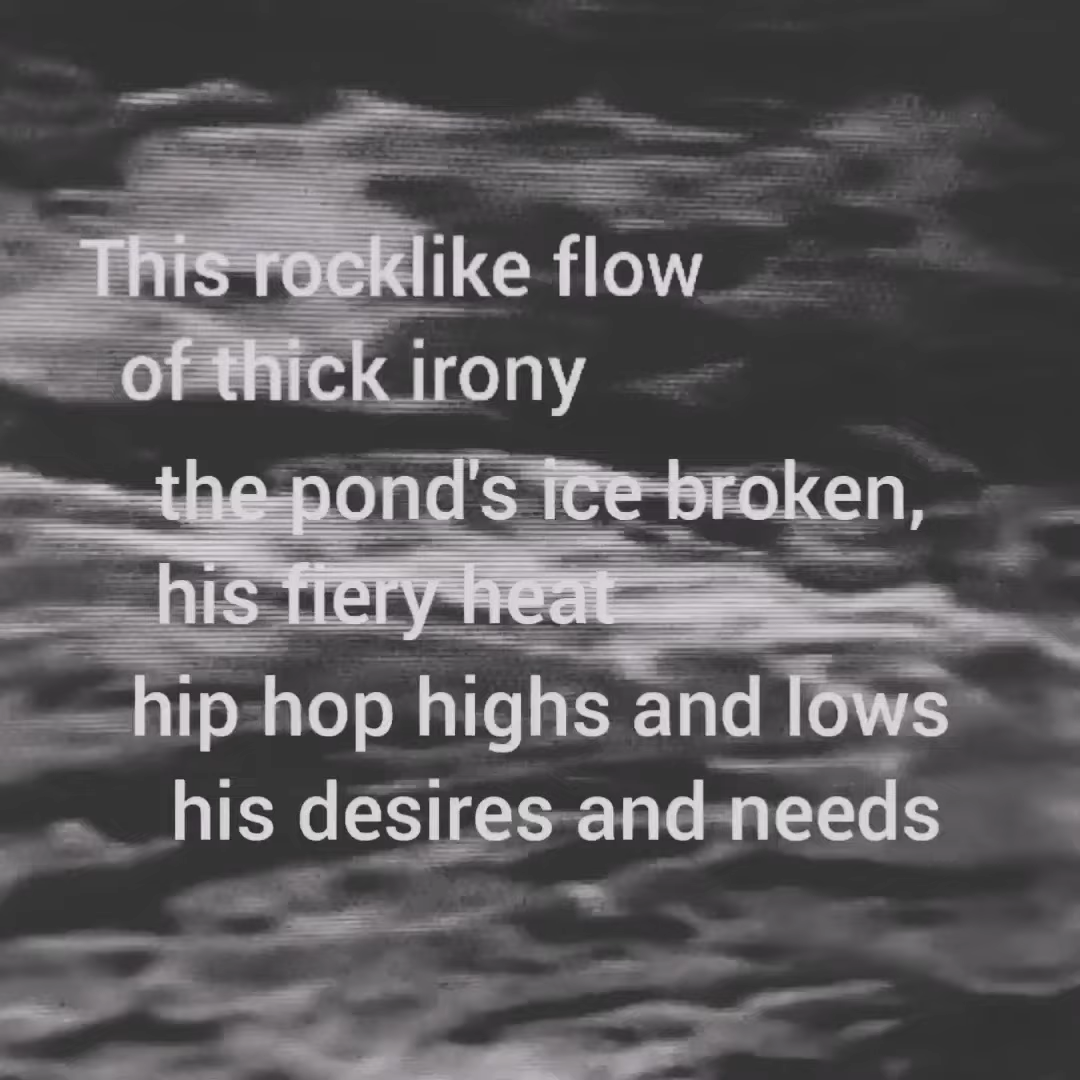 This rocklike flow
of thick irony
the pond's ice broken,
his fiery heat
hip hop highs and lows
his desires and needs